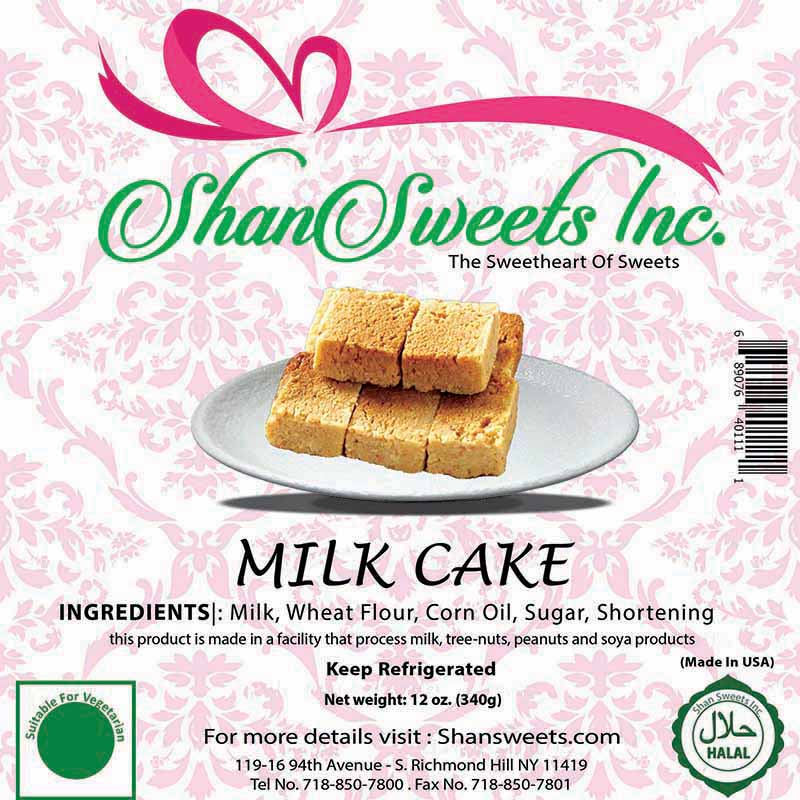 ShanSweets Inc.
The Sweetheart Of Sweets
6 89076 40111 1
MILK CAKE
INGREDIENTS|: Milk, Wheat Flour, Corn Oil, Sugar, Shortening
this product is made in a facility that process milk, tree-nuts, peanuts and soya products
Keep Refrigerated
(Made In USA)
Net weight: 12 oz. (340g)
Suitable For Vegetarian
Shan Sweets Inc.
حلال
HALAL
For more details visit : Shansweets.com
119-16 94th Avenue - S. Richmond Hill NY 11419
Tel No. 718-850-7800 . Fax No. 718-850-7801